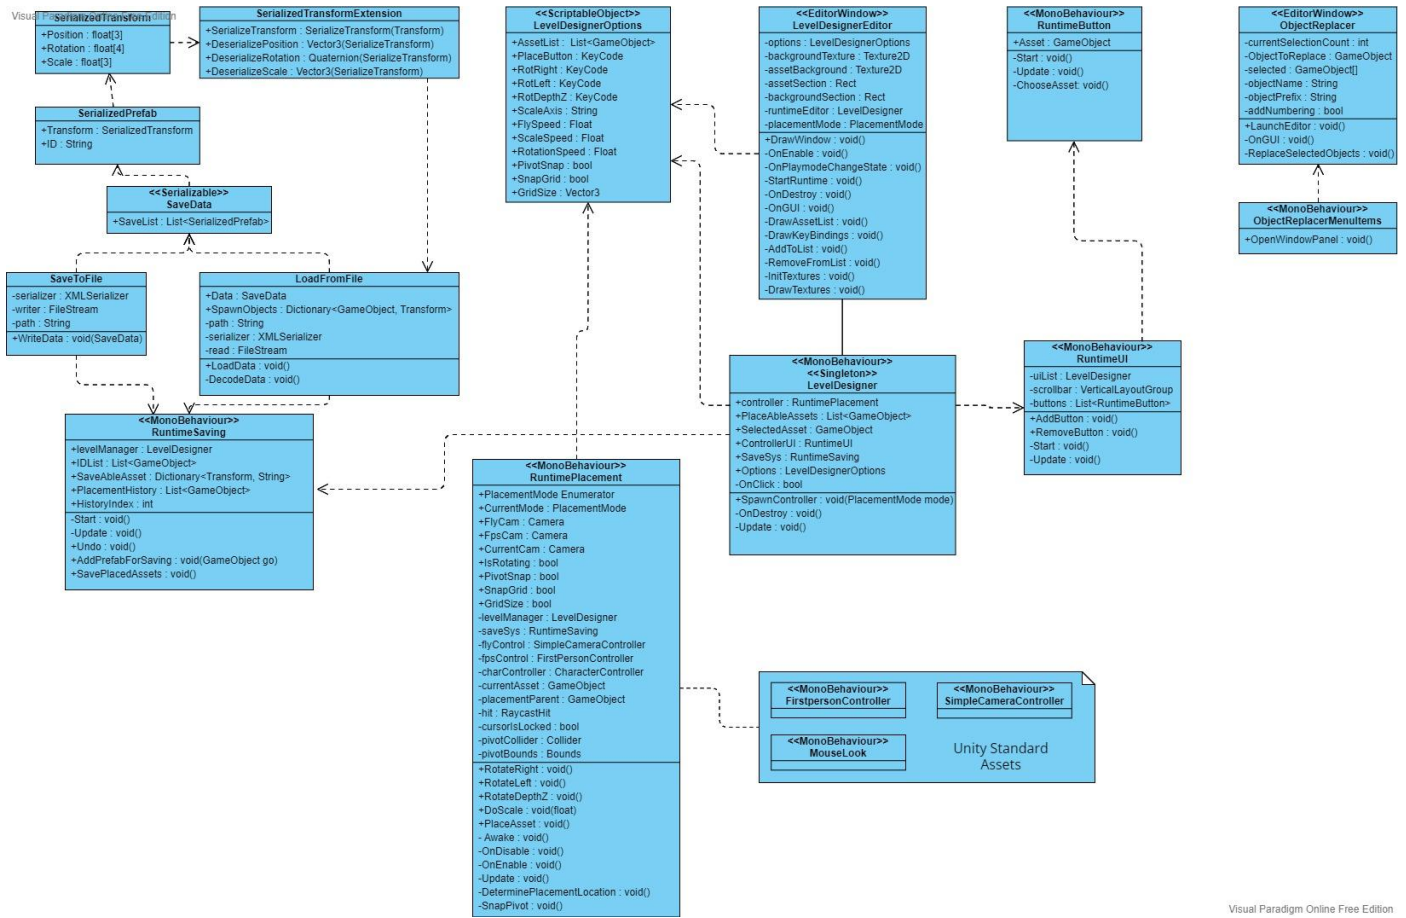 Visual Paradigm Online Free Edition
SerializedTransform
+Position : float[3]
+Rotation : float[4]
+Scale : float[3]
SerializedTransformExtension
+SerializeTransform : SerializeTransform(Transform)
+DeserializePosition : Vector3(SerializeTransform)
+DeserializeRotation : Quaternion(SerializeTransform)
+DeserializeScale : Vector3(SerializeTransform)
SerializedPrefab
+Transform : SerializedTransform
+ID : String
<<Serializable>>
SaveData
+SaveList : List<SerializedPrefab>
SaveToFile
-serializer : XMLSerializer
-writer : FileStream
-path : String
+WriteData : void(SaveData)
LoadFromFile
+Data : SaveData
+SpawnObjects : Dictionary<GameObject, Transform>
-path : String
-serializer : XMLSerializer
-read : FileStream
+LoadData : void()
-DecodeData : void()
<<MonoBehaviour>>
RuntimeSaving
+levelManager : LevelDesigner
+IDList : List<GameObject>
+SaveAbleAsset : Dictionary<Transform, String>
+PlacementHistory : List<GameObject>
+HistoryIndex : int
-Start : void()
-Update : void()
+Undo : void()
+AddPrefabForSaving : void(GameObject go)
+SavePlacedAssets : void()
<<ScriptableObject>>
LevelDesignerOptions
+AssetList : List<GameObject>
+PlaceButton : KeyCode
+RotRight : KeyCode
+RotLeft : KeyCode
+RotDepthZ : KeyCode
+ScaleAxis : String
+FlySpeed : Float
+ScaleSpeed : Float
+RotationSpeed : Float
+PivotSnap : bool
+SnapGrid : bool
+GridSize : Vector3
<<EditorWindow>>
LevelDesignerEditor
-options : LevelDesignerOptions
-backgroundTexture : Texture2D
-assetBackground : Texture2D
-assetSection : Rect
-backgroundSection : Rect
-runtimeEditor : LevelDesigner
-placementMode : PlacementMode
+DrawWindow : void()
-OnEnable : void()
-OnPlaymodeChangeState : void()
-StartRuntime : void()
-OnDestroy : void()
-OnGUI : void()
-DrawAssetList : void()
-DrawKeyBindings : void()
-AddToList : void()
-RemoveFromList : void()
-InitTextures : void()
-DrawTextures : void()
<<MonoBehaviour>>
RuntimeButton
+Asset : GameObject
-Start : void()
-Update : void()
-ChooseAsset: void()
<<EditorWindow>>
ObjectReplacer
-currentSelectionCount : int
-ObjectToReplace : GameObject
-selected : GameObject[]
-objectName : String
-objectPrefix : String
-addNumbering : bool
+LaunchEditor : void()
-OnGUI : void()
-ReplaceSelectedObjects : void()
<<MonoBehaviour>>
ObjectReplacerMenuItems
+OpenWindowPanel : void()
<<MonoBehaviour>>
RuntimeUI
-uiList : LevelDesigner
-scrollbar : VerticalLayoutGroup
-buttons : List<RuntimeButton>
+AddButton : void()
+RemoveButton : void()
-Start : void()
-Update : void()
<<MonoBehaviour>>
<<Singleton>>
LevelDesigner
+controller : RuntimePlacement
+PlaceAbleAssets : List<GameObject>
+SelectedAsset : GameObject
+ControllerUI : RuntimeUI
+SaveSys : RuntimeSaving
+Options : LevelDesignerOptions
-OnClick : bool
+SpawnController : void(PlacementMode mode)
-OnDestroy : void()
-Update : void()
<<MonoBehaviour>>
RuntimePlacement
+PlacementMode Enumerator
+CurrentMode : PlacementMode
+FlyCam : Camera
+FpsCam : Camera
+CurrentCam : Camera
+IsRotating : bool
+PivotSnap : bool
+SnapGrid : bool
+GridSize : bool
-levelManager : LevelDesigner
-saveSys : RuntimeSaving
-flyControl : SimpleCameraController
-fpsControl : FirstPersonController
-charController : CharacterController
-currentAsset : GameObject
-placementParent : GameObject
-hit : RaycastHit
-cursorIsLocked : bool
-pivotCollider : Collider
-pivotBounds : Bounds
+RotateRight : void()
+RotateLeft : void()
+RotateDepthZ : void()
+DoScale : void(float)
+PlaceAsset : void()
- Awake : void()
-OnDisable : void()
-OnEnable : void()
-Update : void()
-DeterminePlacementLocation : void()
-SnapPivot : void()
<<MonoBehaviour>>
FirstpersonController
<<MonoBehaviour>>
SimpleCameraController
<<MonoBehaviour>>
MouseLook
Unity Standard
Assets
Visual Paradigm Online Free Edition